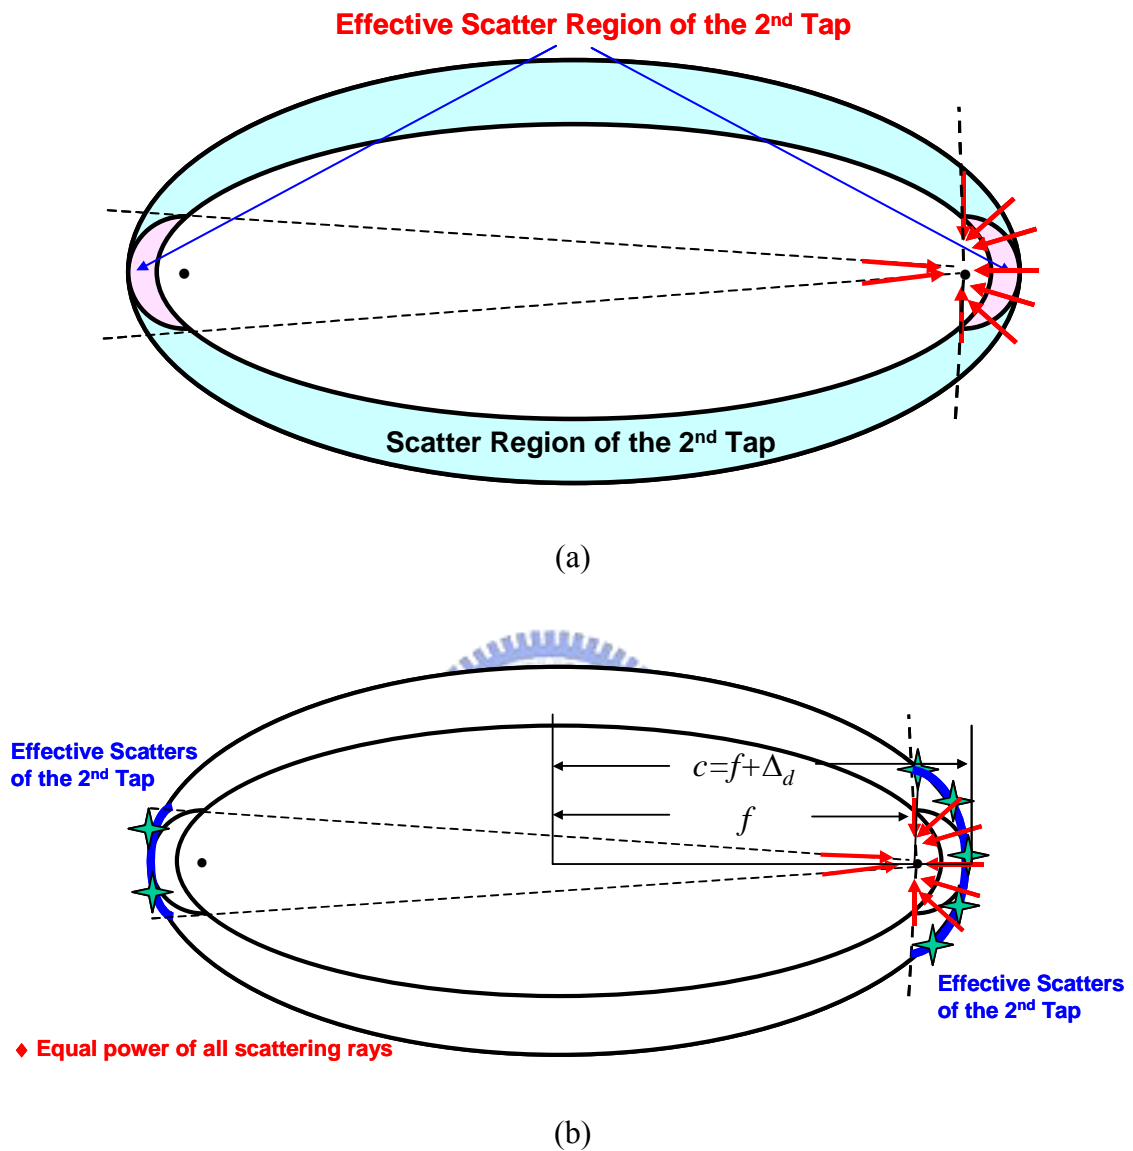 Effective Scatter Region of the 2nd Tap
Scatter Region of the 2nd Tap
(a)
Effective Scatters
of the 2nd Tap
c=f+Δd
f
Effective Scatters
of the 2nd Tap
♦ Equal power of all scattering rays
(b)